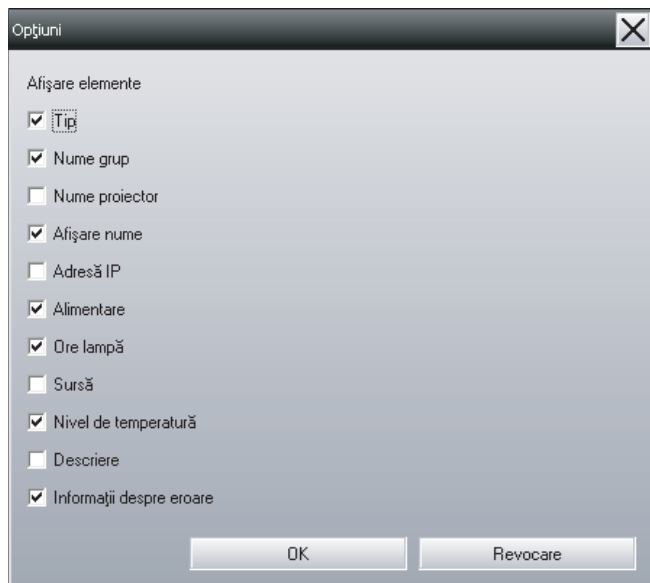 Opţiuni
Afişare elemente
Tip
Nume grup
Nume proiector
Afişare nume
Adresă IP
Alimentare
Ore lampă
Sursă
Nivel de temperatură
Descriere
Informaţii despre eroare
OK Revocare